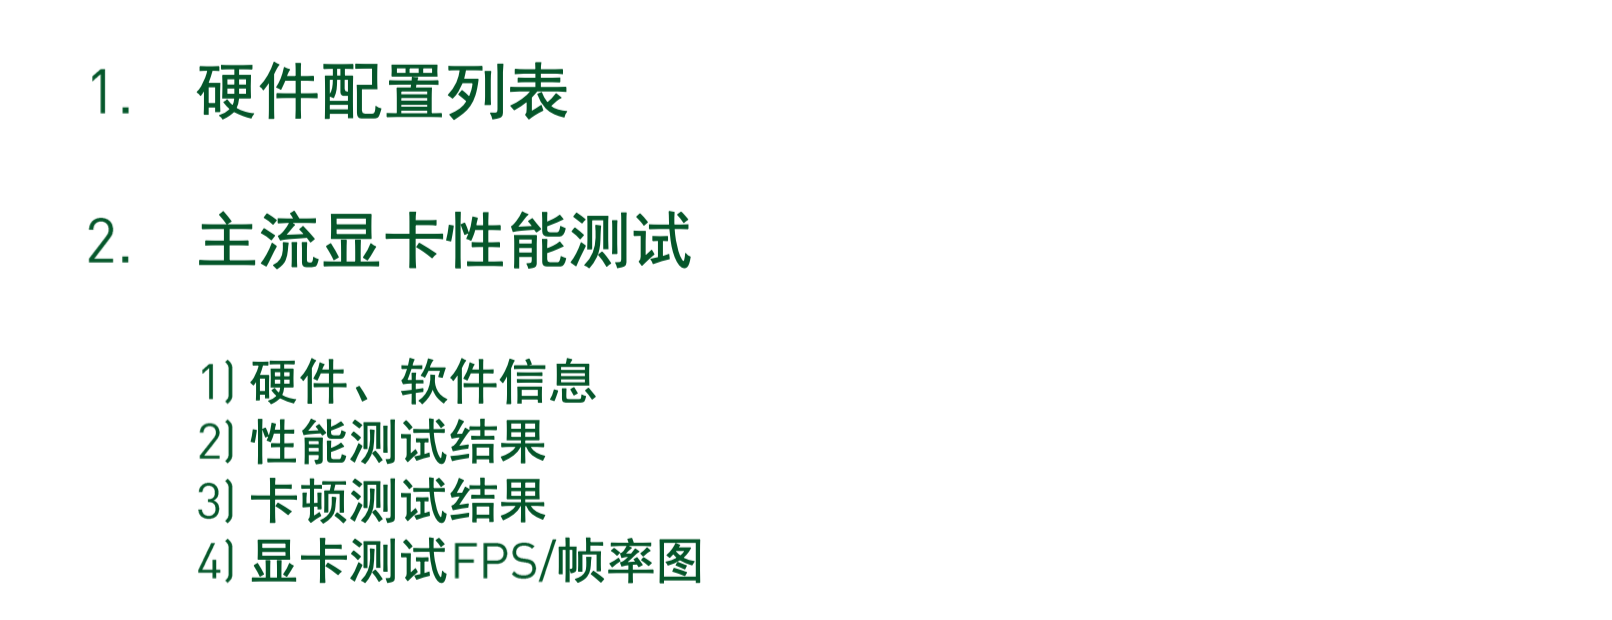 1. 硬件配置列表
2. 主流显卡性能测试
1) 硬件、软件信息
2) 性能测试结果
3) 卡顿测试结果
4) 显卡测试FPS/帧率图